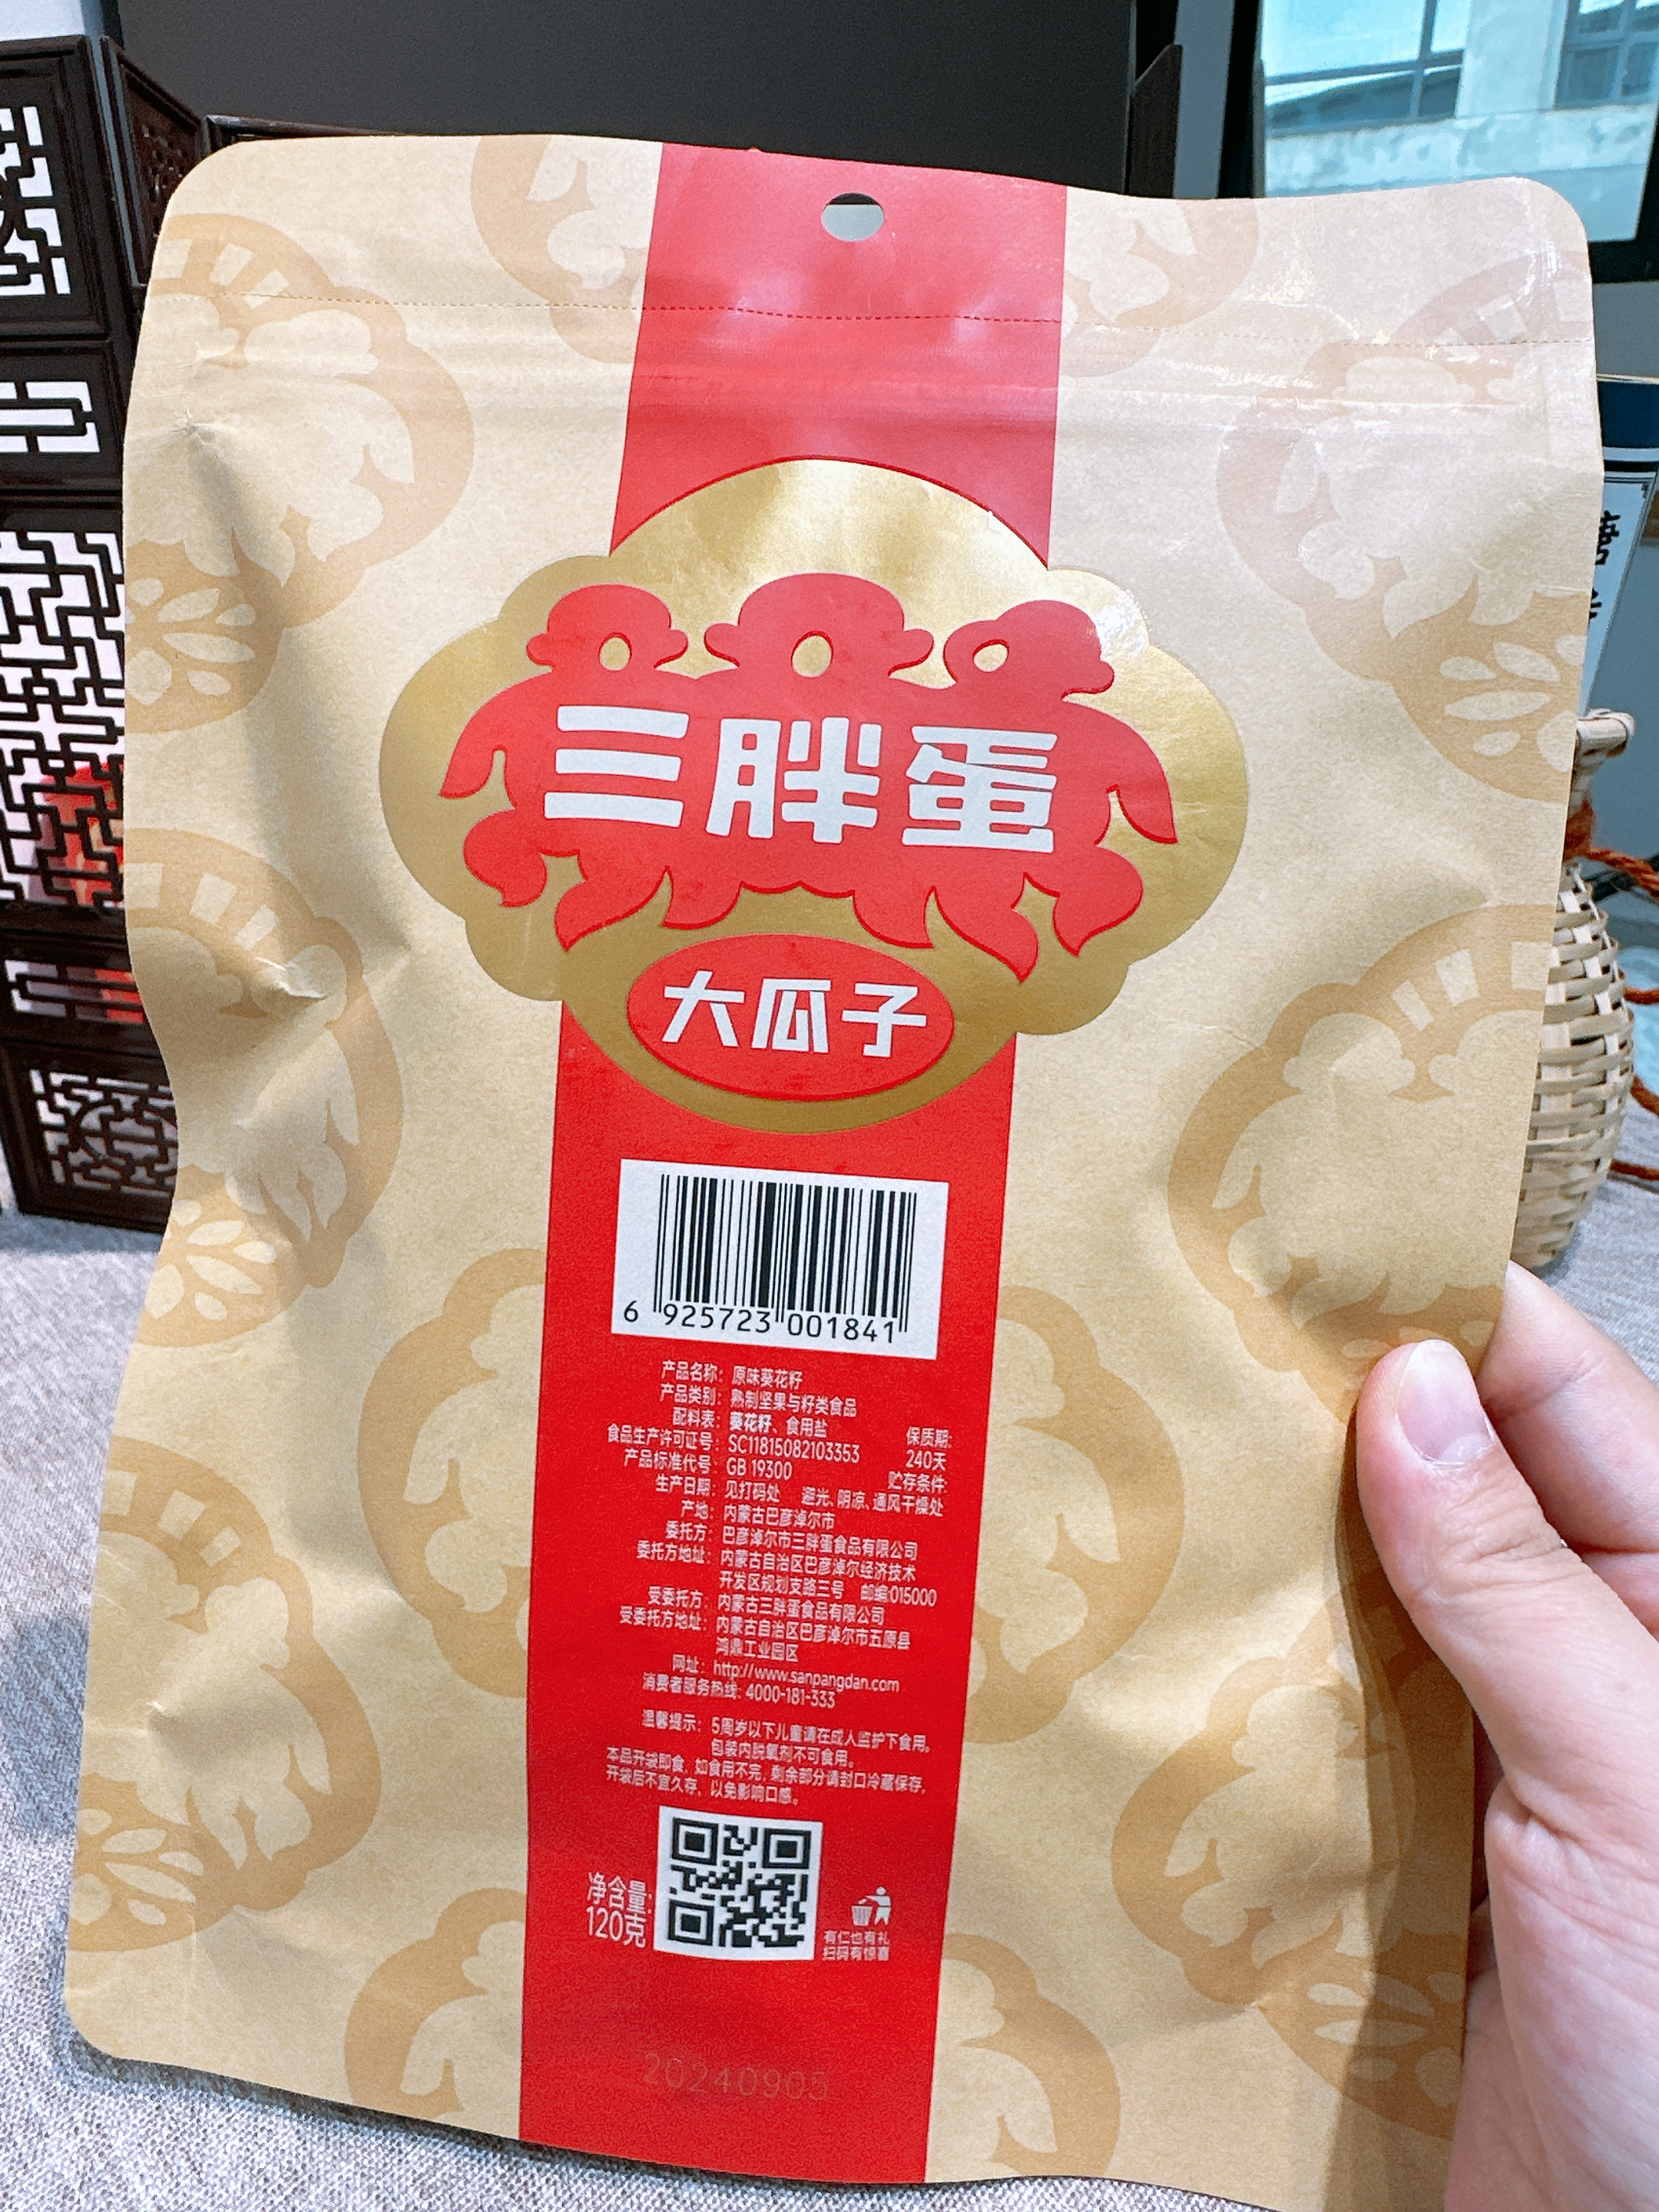 三胖蛋
大瓜子
6 925723 001841
产品名称：原味葵花籽
产品类别：熟制坚果与籽类食品
配料表：葵花籽、食用盐
食品生产许可证号：SC11815082103353
产品标准代号：GB 19300
生产日期：见打码处
保质期：
240天
贮存条件：
避光、阴凉、通风干燥处
产地：内蒙古巴彦淖尔市
委托方：巴彦淖尔市三胖蛋食品有限公司
委托方地址：内蒙古自治区巴彦淖尔经济技术
开发区规划支路三号 邮编:015000
受委托方：内蒙古三胖蛋食品有限公司
受委托方地址：内蒙古自治区巴彦淖尔市五原县
鸿鼎工业园区
网址：http://www.sanpangdan.com
消费者服务热线: 4000-181-333
温馨提示：5周岁以下儿童请在成人监护下食用。
包装内脱氧剂不可食用。
本品开袋即食，如食用不完，剩余部分请封口冷藏保存。
开袋后不宜久存，以免影响口感。
净含量:
120克
有仁也有礼
扫码有惊喜
20240905